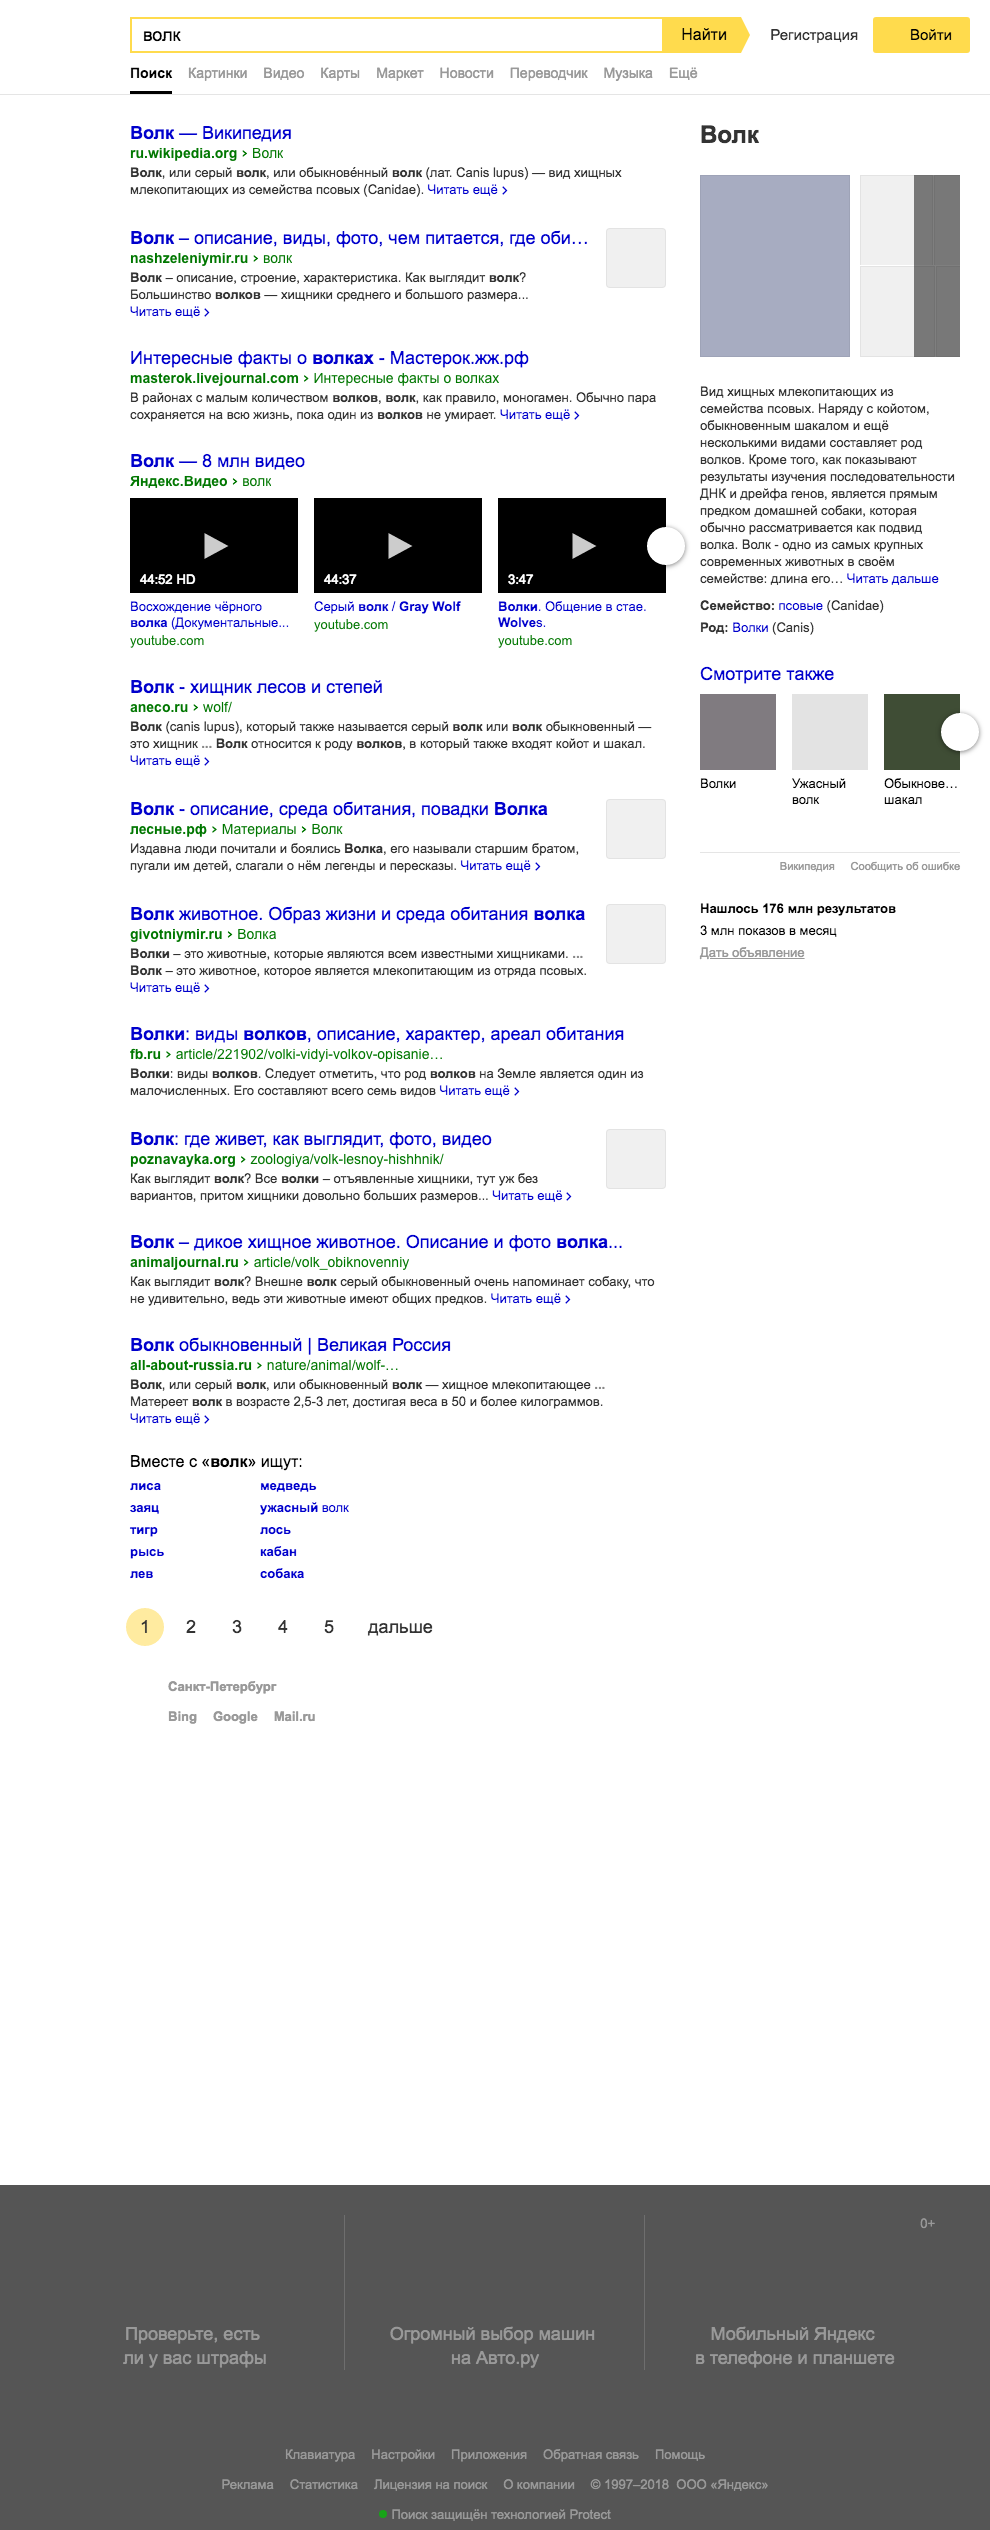 волк
Найти
Регистрация
Войти
Поиск Картинки Видео Карты Маркет Новости Переводчик Музыка Ещё
Волк — Википедия
ru.wikipedia.org › Волк
Волк, или серый волк, или обыкнове́нный волк (лат. Canis lupus) — вид хищных
млекопитающих из семейства псовых (Canidae). Читать ещё ›
Волк – описание, виды, фото, чем питается, где оби…
nashzeleniymir.ru › волк
Волк – описание, строение, характеристика. Как выглядит волк?
Большинство волков — хищники среднего и большого размера...
Читать ещё ›
Интересные факты о волках - Мастерок.жж.рф
masterok.livejournal.com › Интересные факты о волках
В районах с малым количеством волков, волк, как правило, моногамен. Обычно пара
сохраняется на всю жизнь, пока один из волков не умирает. Читать ещё ›
Волк — 8 млн видео
Яндекс.Видео › волк
44:52 HD
44:37
3:47
Восхождение чёрного
волка (Документальные...
youtube.com
Серый волк / Gray Wolf
youtube.com
Волки. Общение в стае.
Wolves.
youtube.com
Волк - хищник лесов и степей
aneco.ru › wolf/
Волк (canis lupus), который также называется серый волк или волк обыкновенный —
это хищник ... Волк относится к роду волков, в который также входят койот и шакал.
Читать ещё ›
Волк - описание, среда обитания, повадки Волка
лесные.рф › Материалы › Волк
Издавна люди почитали и боялись Волка, его называли старшим братом,
пугали им детей, слагали о нём легенды и пересказы. Читать ещё ›
Волк животное. Образ жизни и среда обитания волка
givotniymir.ru › Волка
Волки – это животные, которые являются всем известными хищниками. ...
Волк – это животное, которое является млекопитающим из отряда псовых.
Читать ещё ›
Волки: виды волков, описание, характер, ареал обитания
fb.ru › article/221902/volki-vidyi-volkov-opisanie…
Волки: виды волков. Следует отметить, что род волков на Земле является один из
малочисленных. Его составляют всего семь видов Читать ещё ›
Волк: где живет, как выглядит, фото, видео
poznavayka.org › zoologiya/volk-lesnoy-hishhnik/
Как выглядит волк? Все волки – отъявленные хищники, тут уж без
вариантов, притом хищники довольно больших размеров... Читать ещё ›
Волк – дикое хищное животное. Описание и фото волка...
animaljournal.ru › article/volk_obiknovenniy
Как выглядит волк? Внешне волк серый обыкновенный очень напоминает собаку, что
не удивительно, ведь эти животные имеют общих предков. Читать ещё ›
Волк обыкновенный | Великая Россия
all-about-russia.ru › nature/animal/wolf-…
Волк, или серый волк, или обыкновенный волк — хищное млекопитающее ...
Матереет волк в возрасте 2,5-3 лет, достигая веса в 50 и более килограммов.
Читать ещё ›
Вместе с «волк» ищут:
лиса
заяц
тигр
рысь
лев
медведь
ужасный волк
лось
кабан
собака
1 2 3 4 5 дальше
Санкт-Петербург
Bing Google Mail.ru
Волк
Вид хищных млекопитающих из
семейства псовых. Наряду с койотом,
обыкновенным шакалом и ещё
несколькими видами составляет род
волков. Кроме того, как показывают
результаты изучения последовательности
ДНК и дрейфа генов, является прямым
предком домашней собаки, которая
обычно рассматривается как подвид
волка. Волк - одно из самых крупных
современных животных в своём
семействе: длина его… Читать дальше
Семейство: псовые (Canidae)
Род: Волки (Canis)
Смотрите также
Волки
Ужасный
волк
Обыкнове…
шакал
Википедия Сообщить об ошибке
Нашлось 176 млн результатов
3 млн показов в месяц
Дать объявление
0+
Проверьте, есть
ли у вас штрафы
Огромный выбор машин
на Авто.ру
Мобильный Яндекс
в телефоне и планшете
Клавиатура Настройки Приложения Обратная связь Помощь
Реклама Статистика Лицензия на поиск О компании © 1997–2018 ООО «Яндекс»
Поиск защищён технологией Protect